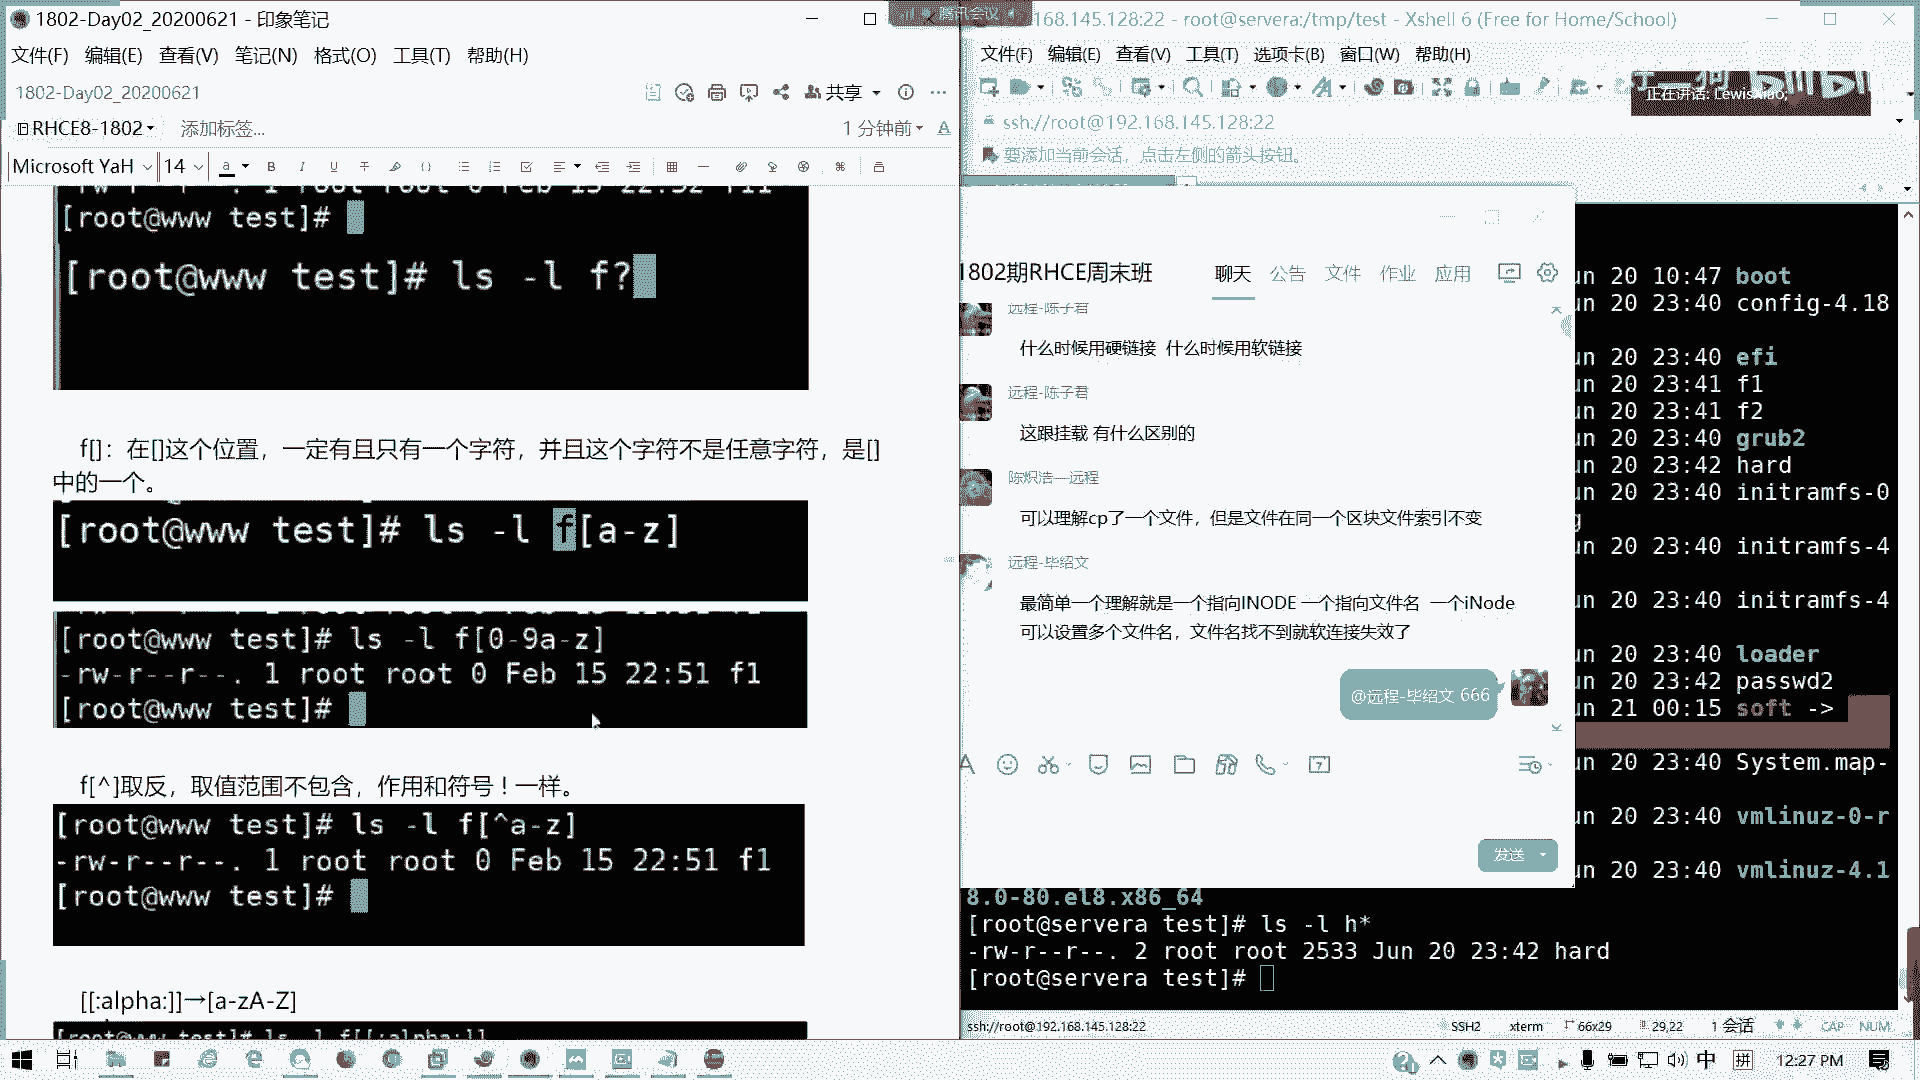 1802-Day02_20200621 - 印象笔记
文件(F) 编辑(E) 查看(V) 笔记(N) 格式(O) 工具(T) 帮助(H)
1802-Day02_20200621
共享
RHCE8-1802
添加标签...
1 分钟前
Microsoft YaH
14
[root@www test]#
[root@www test]# ls -l f?
f[]：在[]这个位置，一定有且只有一个字符，并且这个字符不是任意字符，是[]
中的一个。
[root@www test]# ls -l f[a-z]
[root@www test]# ls -l f[0-9a-z]
-rw-r--r--. 1 root root 0 Feb 15 22:51 f1
[root@www test]#
f[^]取反，取值范围不包含，作用和符号！一样。
[root@www test]# ls -l f[^a-z]
-rw-r--r--. 1 root root 0 Feb 15 22:51 f1
[root@www test]#
[[:alpha:]]→[a-zA-Z]
[root@www test]# ls -l f[[:alpha:]]
腾讯会议
168.145.128:22 - root@servera:/tmp/test - Xshell 6 (Free for Home/School)
文件(F) 编辑(E) 查看(V) 工具(T) 选项卡(B) 窗口(W) 帮助(H)
正在讲话: LewisXiao;
ssh://root@192.168.145.128:22
要添加当前会话，点击左侧的箭头按钮。
1802期RHCE周末班
聊天 公告 文件 作业 应用
远程-陈子君
什么时候用硬链接 什么时候用软链接
远程-陈子君
这跟挂载 有什么区别的
陈炽浩—远程
可以理解cp了一个文件，但是文件在同一个区块文件索引不变
远程-毕绍文
最简单一个理解就是一个指向INODE 一个指向文件名 一个iNode
可以设置多个文件名，文件名找不到就软连接失效了
@远程-毕绍文 666
发送
un 20 10:47 boot
un 20 23:40 config-4.18
un 20 23:40 efi
un 20 23:41 f1
un 20 23:41 f2
un 20 23:40 grub2
un 20 23:42 hard
un 20 23:40 initramfs-0
g
un 20 23:40 initramfs-4
un 20 23:40 initramfs-4
un 20 23:40 loader
un 20 23:42 passwd2
un 21 00:15 soft ->
un 20 23:40 System.map-
un 20 23:40 vmlinuz-0-r
un 20 23:40 vmlinuz-4.1
8.0-80.el8.x86_64
[root@servera test]# ls -l h*
-rw-r--r--. 2 root root 2533 Jun 20 23:42 hard
[root@servera test]#
ssh://root@192.168.145.128:22
SSH2 xterm 66x29 29,22 1 会话 CAP NUM
中 拼 12:27 PM